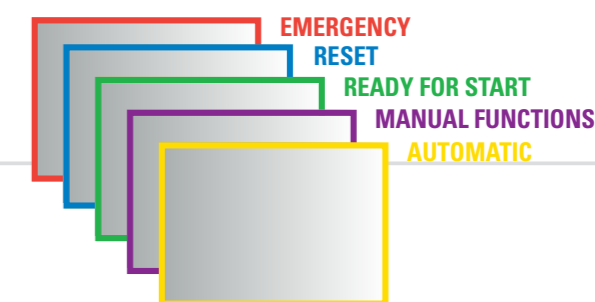 EMERGENCY
RESET
READY FOR START
MANUAL FUNCTIONS
AUTOMATIC